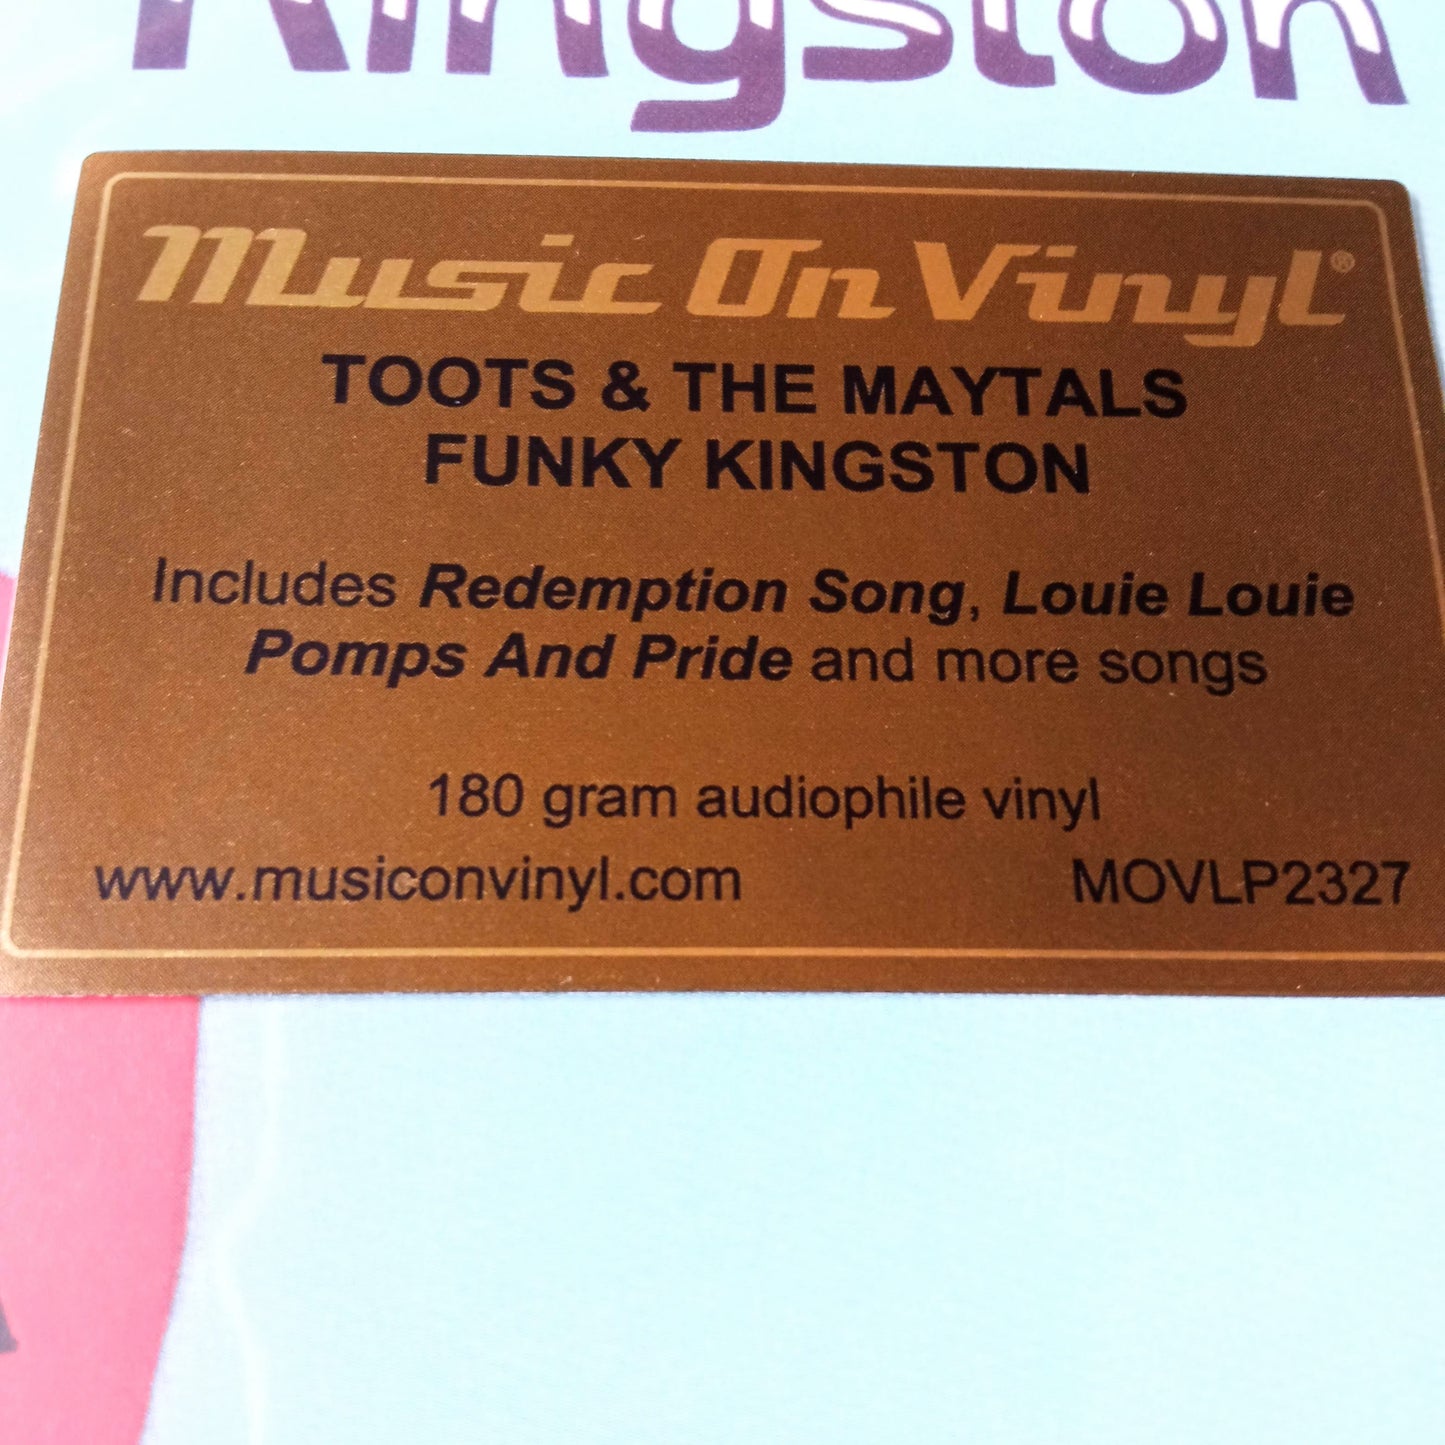 Kingston
Music On Vinyl®
TOOTS & THE MAYTALS
FUNKY KINGSTON
Includes Redemption Song, Louie Louie
Pomps And Pride and more songs
180 gram audiophile vinyl
www.musiconvinyl.com MOVLP2327